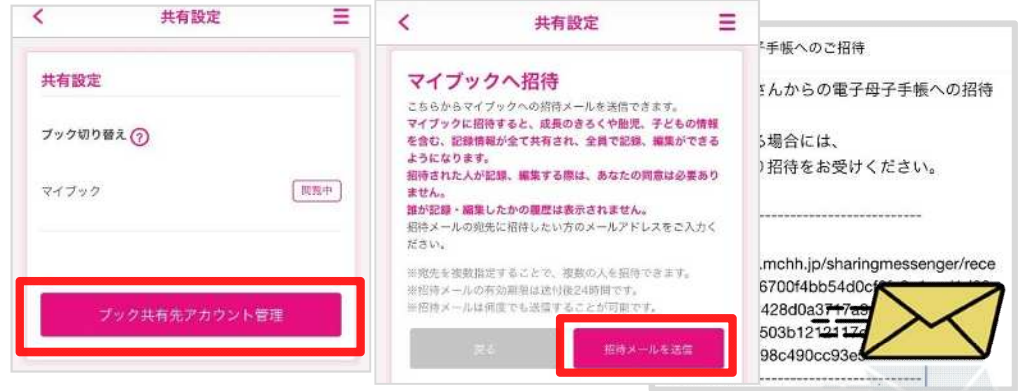 共有設定
共有設定
ブック切り替え?
マイブック
閲覧中
ブック共有先アカウント管理
共有設定
マイブックへ招待
こちらからマイブックへの招待メールを送信できます。
マイブックに招待すると、成長のきろくや胎児、子どもの情報
を含む、記録情報が全て共有され、全員で記録、編集ができる
ようになります。
招待された人が記録、編集する際は、あなたの同意は必要あり
ません。
誰が記録・編集したかの履歴は表示されません。
招待メールの宛先に招待したい方のメールアドレスをご入力く
ださい。
※宛先を複数指定することで、複数の人を招待できます。
※招待メールの有効期限は送付後24時間です。
※招待メールは何度でも送信することが可能です。
戻る
招待メールを送信
子手帳へのご招待
さんからの電子母子手帳への招待
る場合には、
り招待をお受けください。
--------------------------
.mchh.jp/sharingmessenger/rece
6700f4bb54d0cf
428d0a3717a
503b1212117
98c490cc93e
--------------------------